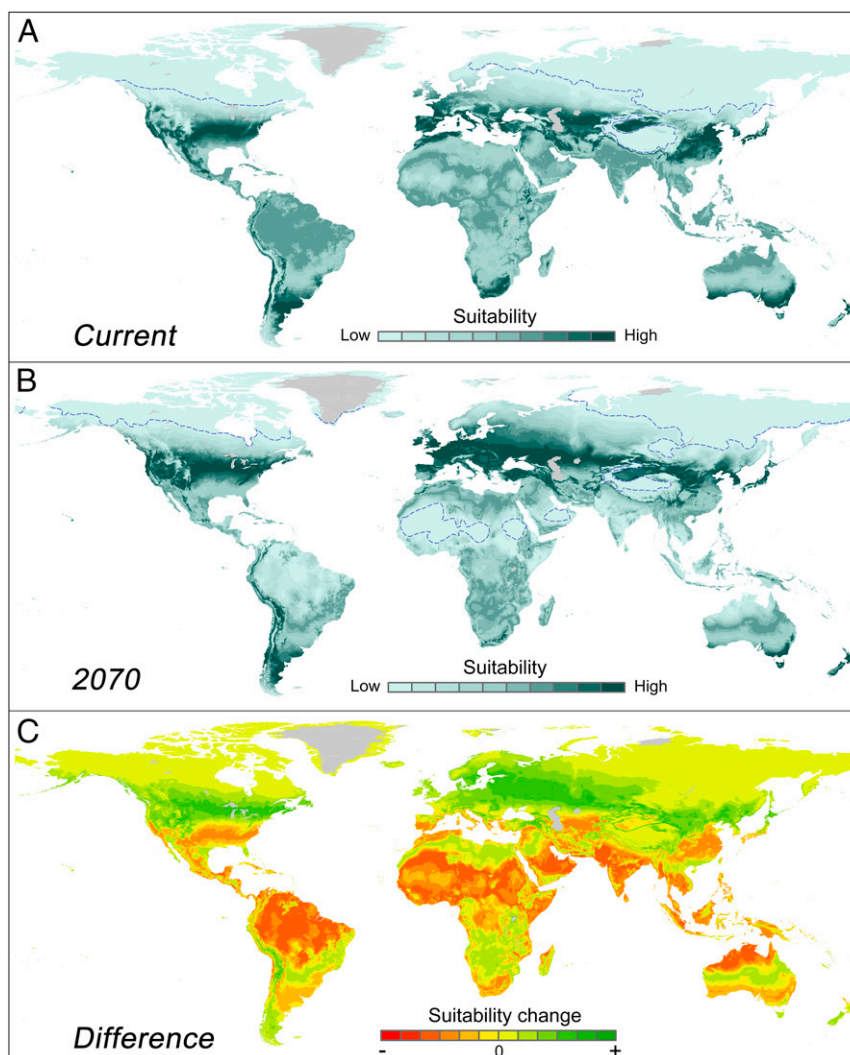 A
Suitability
Current
Low
High
B
Suitability
2070
Low
High
C
Suitability change
Difference
- 0 +